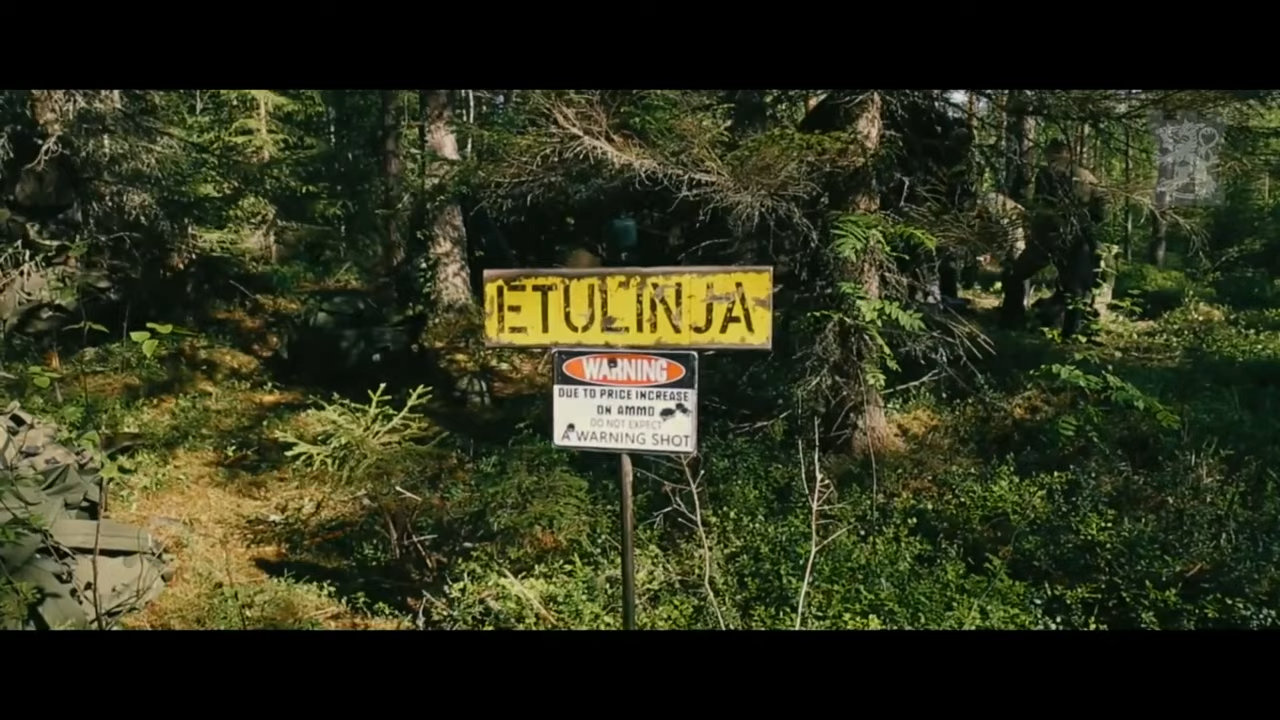 ETULINJA
WARNING
DUE TO PRICE INCREASE
ON AMMO
DO NOT EXPECT
A WARNING SHOT